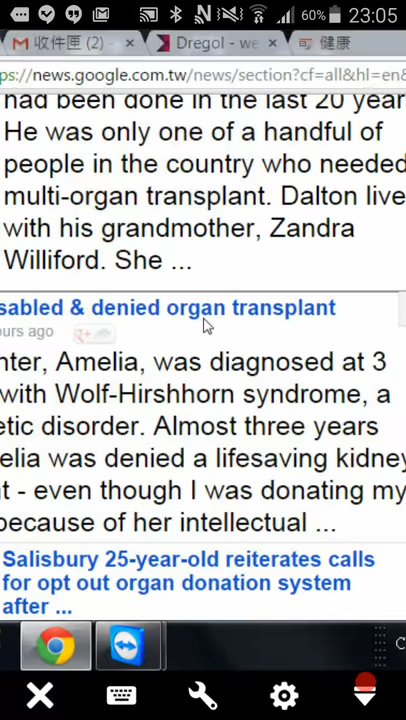 60% 23:05
收件匣 (2) - × Dregol - we × 健康
ps://news.google.com.tw/news/section?cf=all&hl=en&
had been done in the last 20 year
He was only one of a handful of
people in the country who needed
multi-organ transplant. Dalton live
with his grandmother, Zandra
Williford. She ...
sabled & denied organ transplant
ours ago g+
nter, Amelia, was diagnosed at 3
with Wolf-Hirshhorn syndrome, a
etic disorder. Almost three years
elia was denied a lifesaving kidney
t - even though I was donating my
because of her intellectual ...
Salisbury 25-year-old reiterates calls
for opt out organ donation system
after ...
C